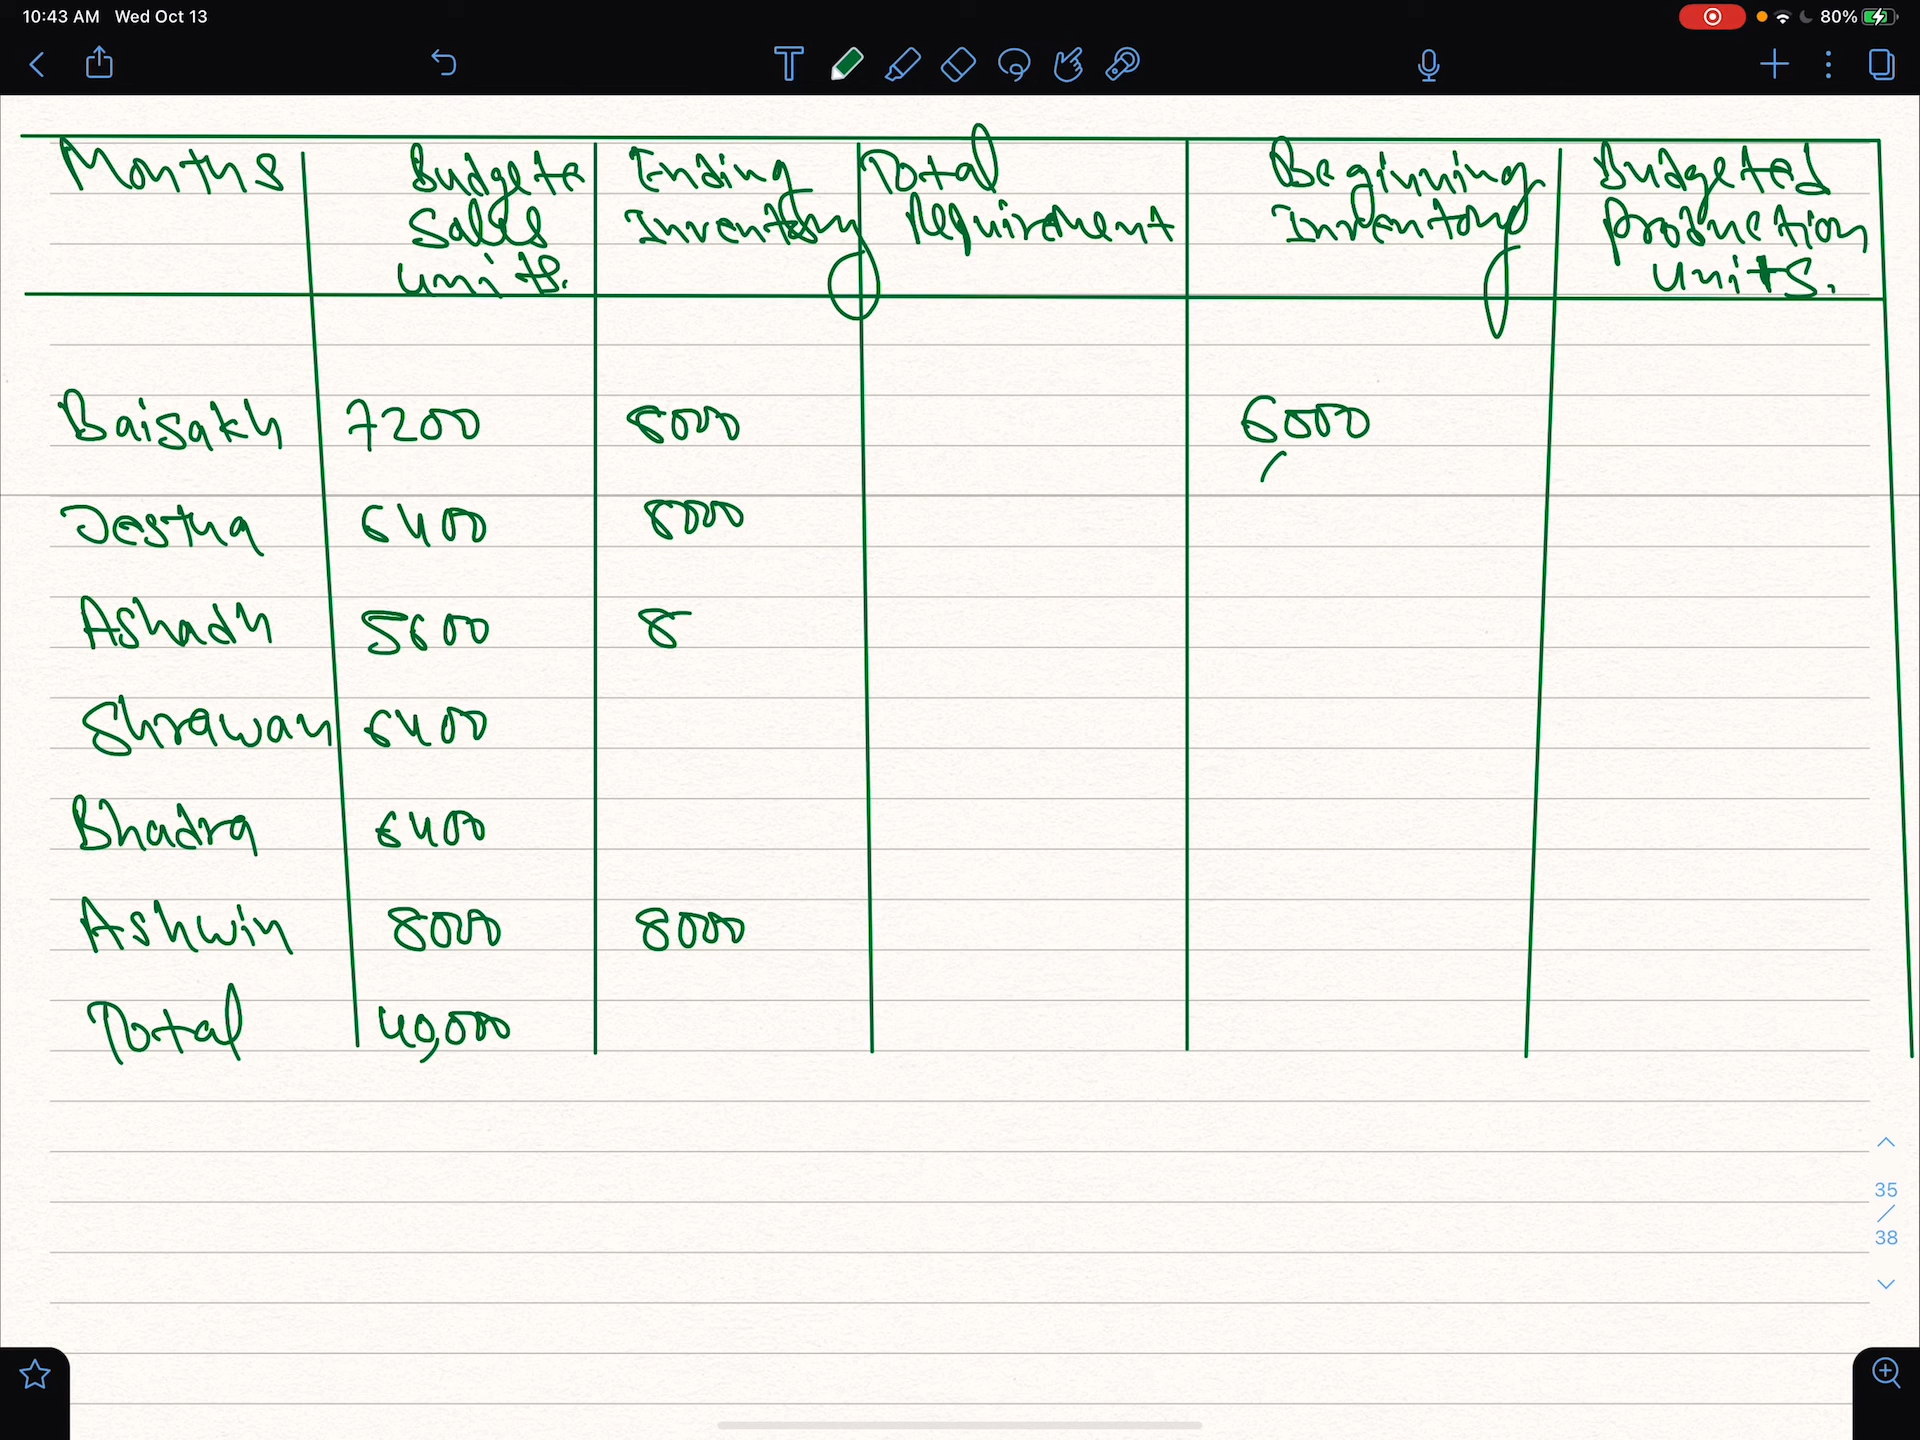 10:43 AM Wed Oct 13
80%
Months Budgete Ending Total Beginning Budgeted
Sales Inventory Requirement Inventory Production
units. units.
Baisakh 7200 8000 6000
Jestha 6400 8000
Ashadh 5600 8
Shrawan 6400
Bhadra 6400
Ashwin 8000 8000
Total 40,000
35
/
38